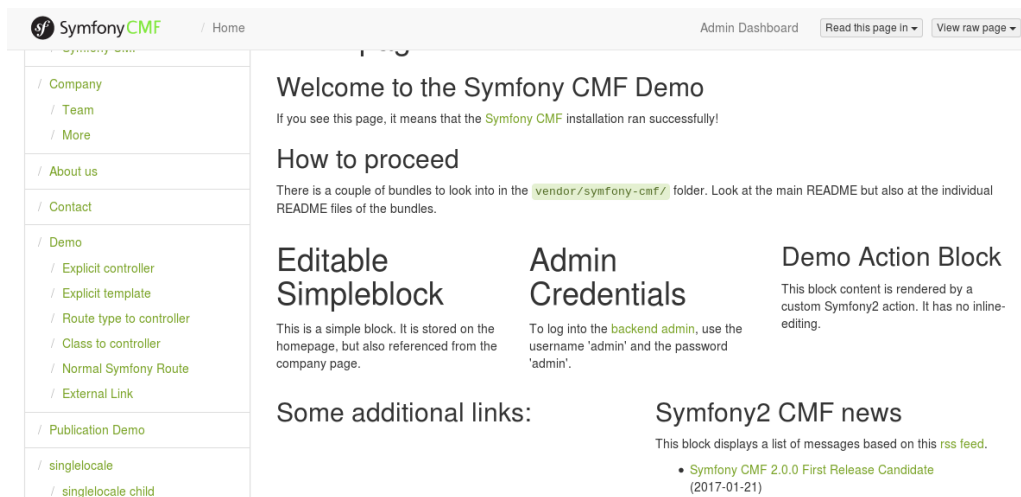 Symfony CMF / Home Admin Dashboard Read this page in View raw page
/ Company
/ Team
/ More
/ About us
/ Contact
/ Demo
/ Explicit controller
/ Explicit template
/ Route type to controller
/ Class to controller
/ Normal Symfony Route
/ External Link
/ Publication Demo
/ singlelocale
/ singlelocale child
Welcome to the Symfony CMF Demo
If you see this page, it means that the Symfony CMF installation ran successfully!
How to proceed
There is a couple of bundles to look into in the vendor/symfony-cmf/ folder. Look at the main README but also at the individual
README files of the bundles.
Editable
Simpleblock
This is a simple block. It is stored on the
homepage, but also referenced from the
company page.
Admin
Credentials
To log into the backend admin, use the
username 'admin' and the password
'admin'.
Demo Action Block
This block content is rendered by a
custom Symfony2 action. It has no inline-
editing.
Some additional links:
Symfony2 CMF news
This block displays a list of messages based on this rss feed.
• Symfony CMF 2.0.0 First Release Candidate
(2017-01-21)